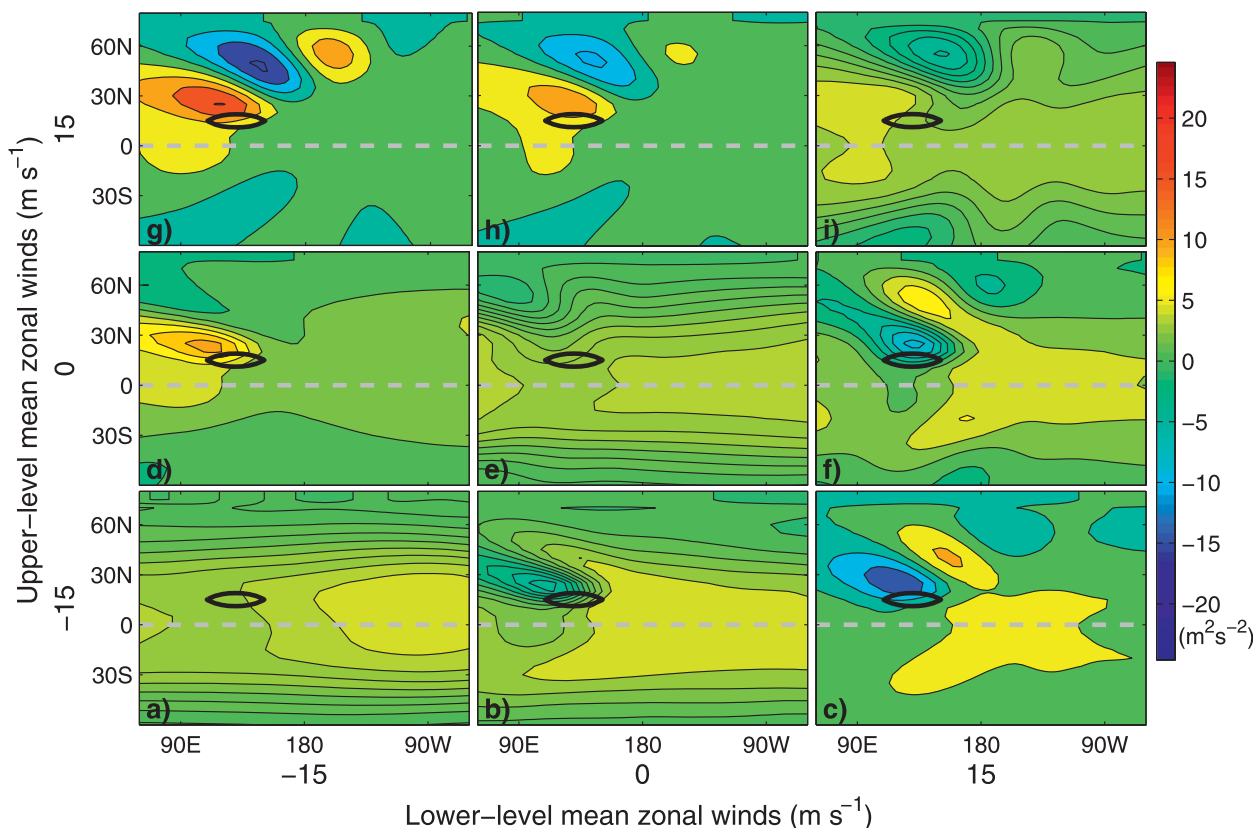 Upper−level mean zonal winds (m s⁻¹)
15
0
−15
60N
30N
0
30S
g)
h)
i)
60N
30N
0
30S
d)
e)
f)
60N
30N
0
30S
a)
b)
c)
90E 180 90W
90E 180 90W
90E 180 90W
−15 0 15
Lower−level mean zonal winds (m s⁻¹)
20
15
10
5
0
−5
−10
−15
−20
(m²s⁻²)